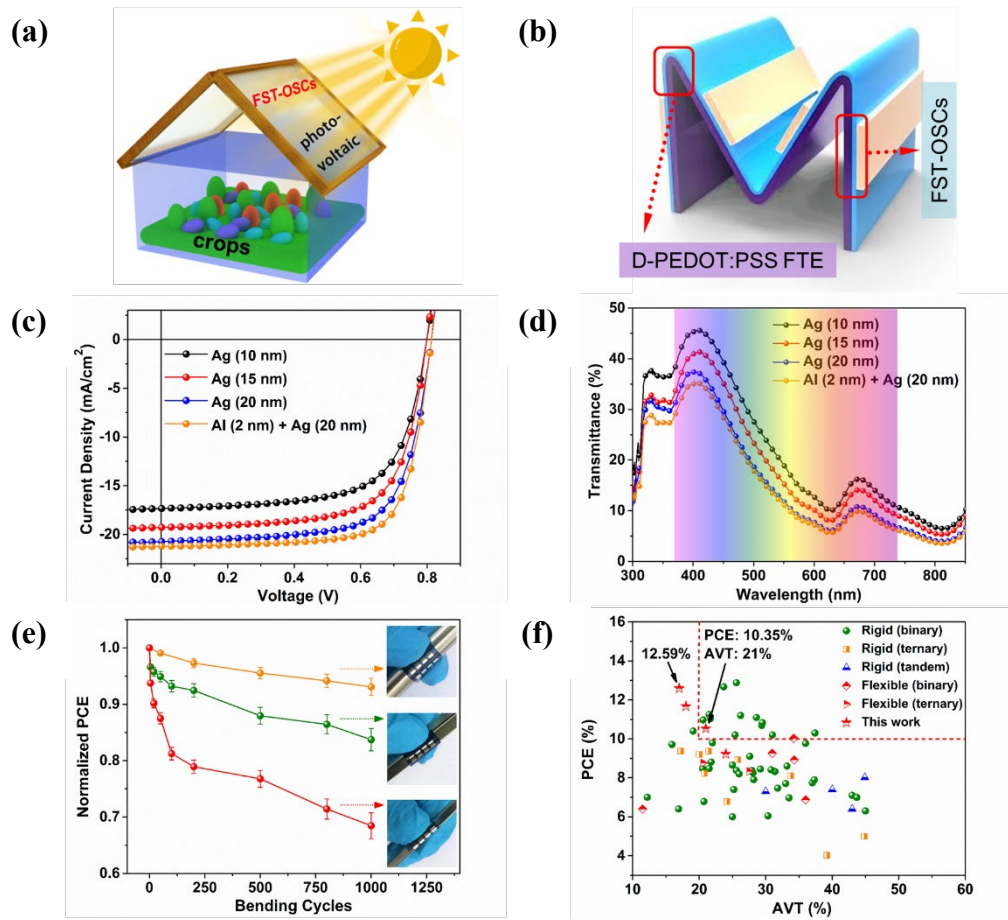 (a)
FST-OSCs
photo-
voltaic
crops
(b)
FST-OSCs
D-PEDOT:PSS FTE
(c)
Current Density (mA/cm²)
0
-5
-10
-15
-20
Ag (10 nm)
Ag (15 nm)
Ag (20 nm)
Al (2 nm) + Ag (20 nm)
0.0 0.2 0.4 0.6 0.8
Voltage (V)
(d)
Transmittance (%)
50
40
30
20
10
0
Ag (10 nm)
Ag (15 nm)
Ag (20 nm)
Al (2 nm) + Ag (20 nm)
300 400 500 600 700 800
Wavelength (nm)
(e)
Normalized PCE
1.0
0.9
0.8
0.7
0.6
0 250 500 750 1000 1250
Bending Cycles
(f)
PCE (%)
16
14
12
10
8
6
4
12.59%
PCE: 10.35%
AVT: 21%
Rigid (binary)
Rigid (ternary)
Rigid (tandem)
Flexible (binary)
Flexible (ternary)
This work
10 20 30 40 50 60
AVT (%)